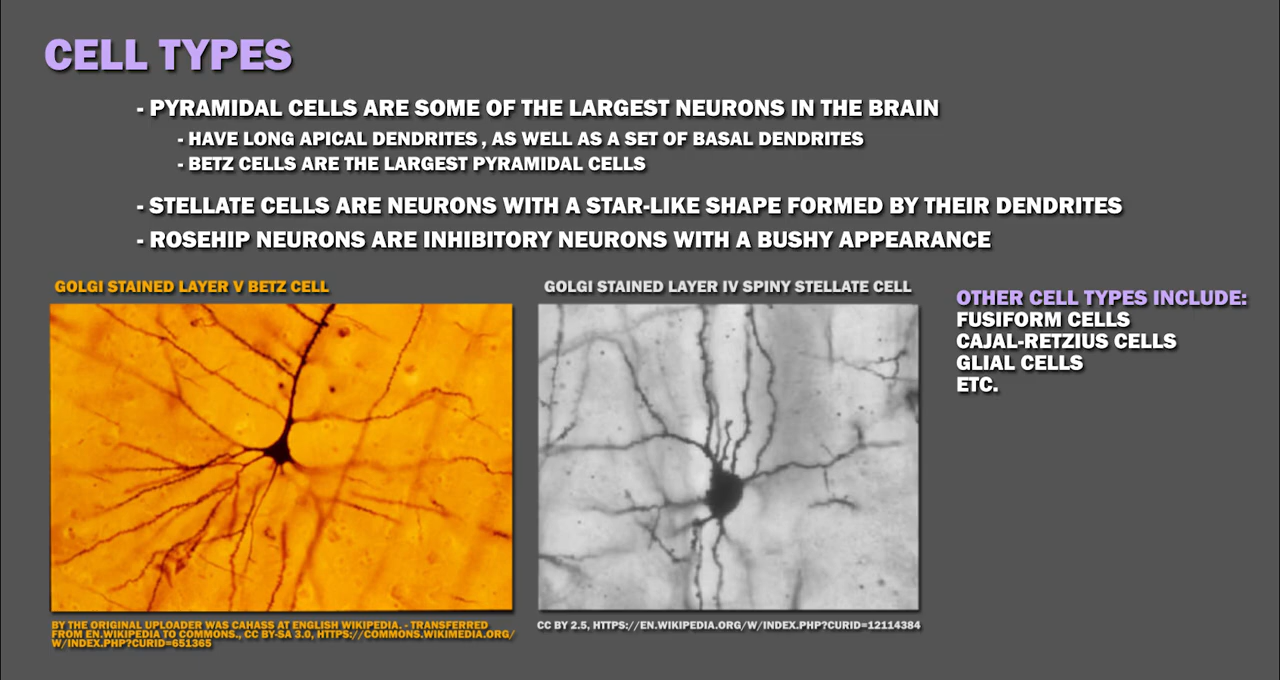 CELL TYPES
- PYRAMIDAL CELLS ARE SOME OF THE LARGEST NEURONS IN THE BRAIN
- HAVE LONG APICAL DENDRITES , AS WELL AS A SET OF BASAL DENDRITES
- BETZ CELLS ARE THE LARGEST PYRAMIDAL CELLS
- STELLATE CELLS ARE NEURONS WITH A STAR-LIKE SHAPE FORMED BY THEIR DENDRITES
- ROSEHIP NEURONS ARE INHIBITORY NEURONS WITH A BUSHY APPEARANCE
GOLGI STAINED LAYER V BETZ CELL
BY THE ORIGINAL UPLOADER WAS CAHASS AT ENGLISH WIKIPEDIA. - TRANSFERRED
FROM EN.WIKIPEDIA TO COMMONS., CC BY-SA 3.0, HTTPS://COMMONS.WIKIMEDIA.ORG/
W/INDEX.PHP?CURID=651365
GOLGI STAINED LAYER IV SPINY STELLATE CELL
CC BY 2.5, HTTPS://EN.WIKIPEDIA.ORG/W/INDEX.PHP?CURID=12114384
OTHER CELL TYPES INCLUDE:
FUSIFORM CELLS
CAJAL-RETZIUS CELLS
GLIAL CELLS
ETC.